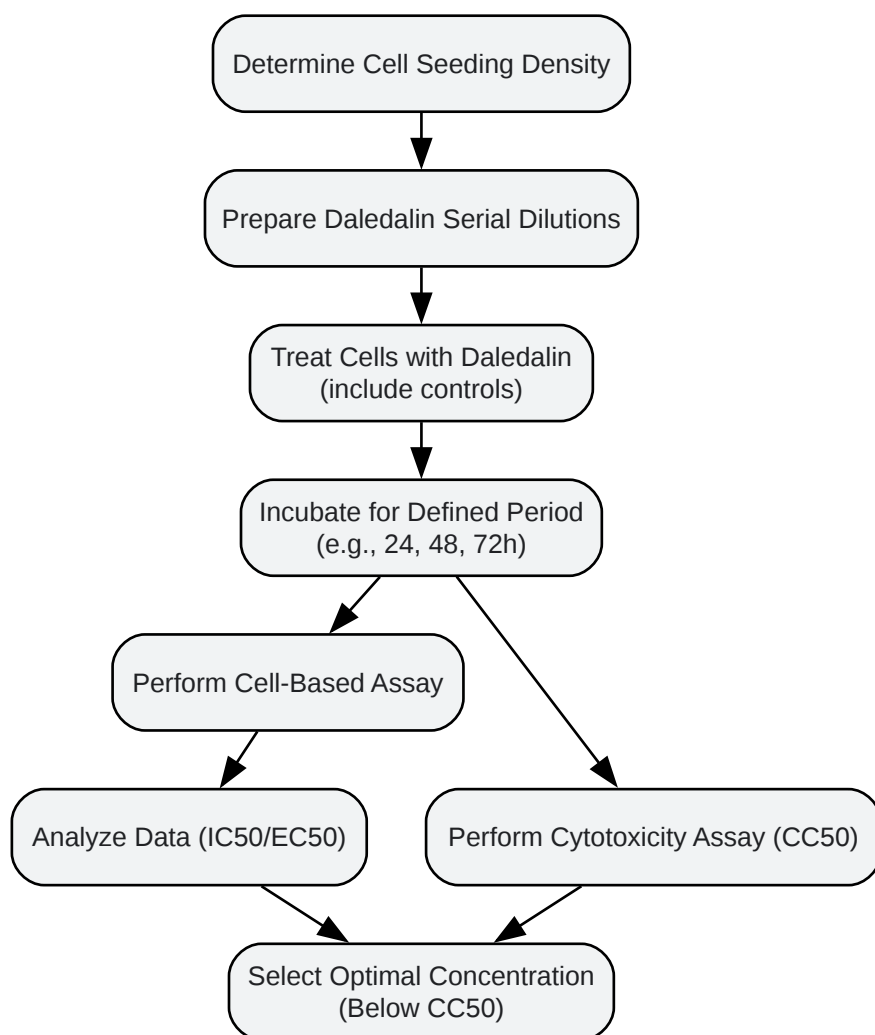 Determine Cell Seeding Density
Prepare Daledalin Serial Dilutions
Treat Cells with Daledalin
(include controls)
Incubate for Defined Period
(e.g., 24, 48, 72h)
Perform Cell-Based Assay
Analyze Data (IC50/EC50)
Perform Cytotoxicity Assay (CC50)
Select Optimal Concentration
(Below CC50)